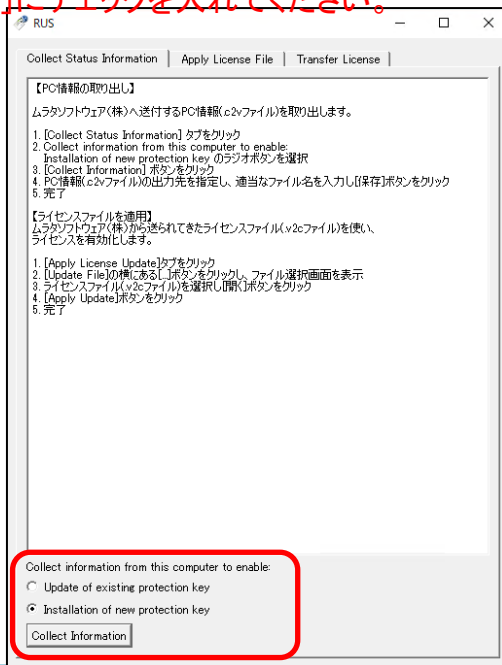 」にチェックを入れてください。
RUS
Collect Status Information
Apply License File
Transfer License
【PC情報の取り出し】
ムラタソフトウェア(株)へ送付するPC情報(.c2vファイル)を取り出します。
1. [Collect Status Information] タブをクリック
2. Collect information from this computer to enable:
Installation of new protection key のラジオボタンを選択
3. [Collect Information] ボタンをクリック
4. PC情報(.c2vファイル)の出力先を指定し、適当なファイル名を入力し[保存]ボタンをクリック
5. 完了
【ライセンスファイルを適用】
ムラタソフトウェア(株)から送られてきたライセンスファイル(.v2cファイル)を使い、
ライセンスを有効化します。
1. [Apply License Update]タブをクリック
2. [Update File]の横にある[...]ボタンをクリックし、ファイル選択画面を表示
3. ライセンスファイル(.v2cファイル)を選択し[開く]ボタンをクリック
4. [Apply Update]ボタンをクリック
5. 完了
Collect information from this computer to enable:
Update of existing protection key
Installation of new protection key
Collect Information